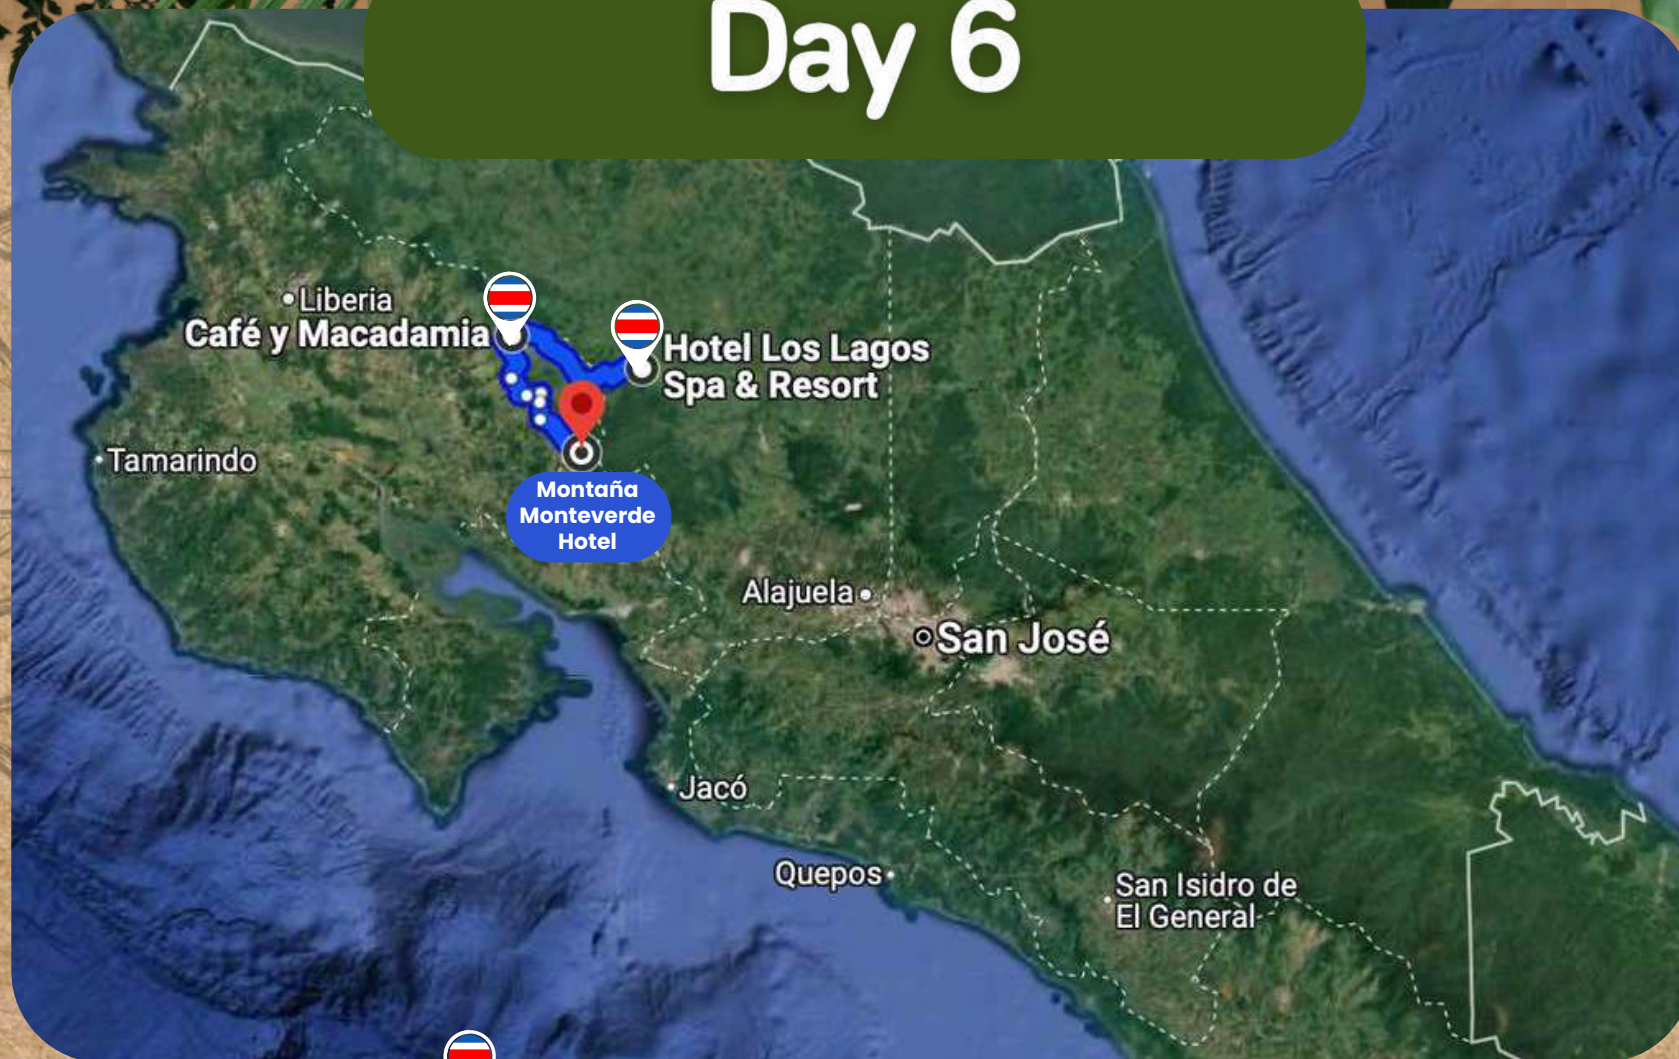 Day 6
Liberia
Café y Macadamia
Hotel Los Lagos
Spa & Resort
Tamarindo
Montaña
Monteverde
Hotel
Alajuela
San José
Jacó
Quepos
San Isidro de
El General